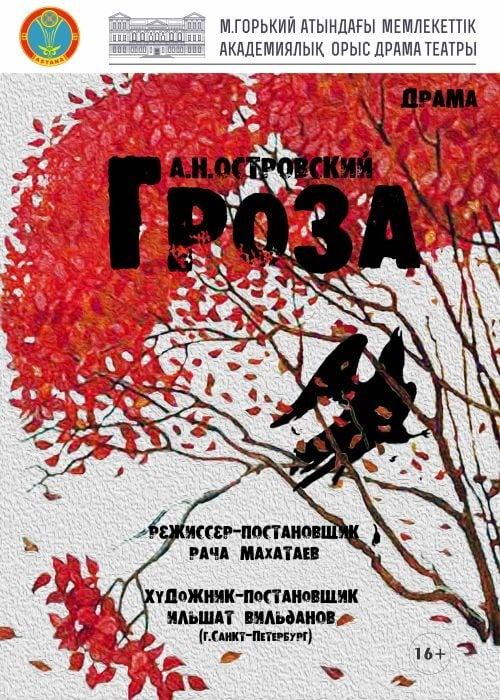 ASTANA
М.ГОРЬКИЙ АТЫНДАҒЫ МЕМЛЕКЕТТІК
АКАДЕМИЯЛЫҚ ОРЫС ДРАМА ТЕАТРЫ
ДРАМА
А.Н.ОСТРОВСКИЙ
ГРОЗА
РЕЖИССЕР-ПОСТАНОВЩИК
РАЧА МАХАТАЕВ
ХУДОЖНИК-ПОСТАНОВЩИК
ИЛЬШАТ ВИЛЬДАНОВ
(Г.САНКТ-ПЕТЕРБУРГ)
16+